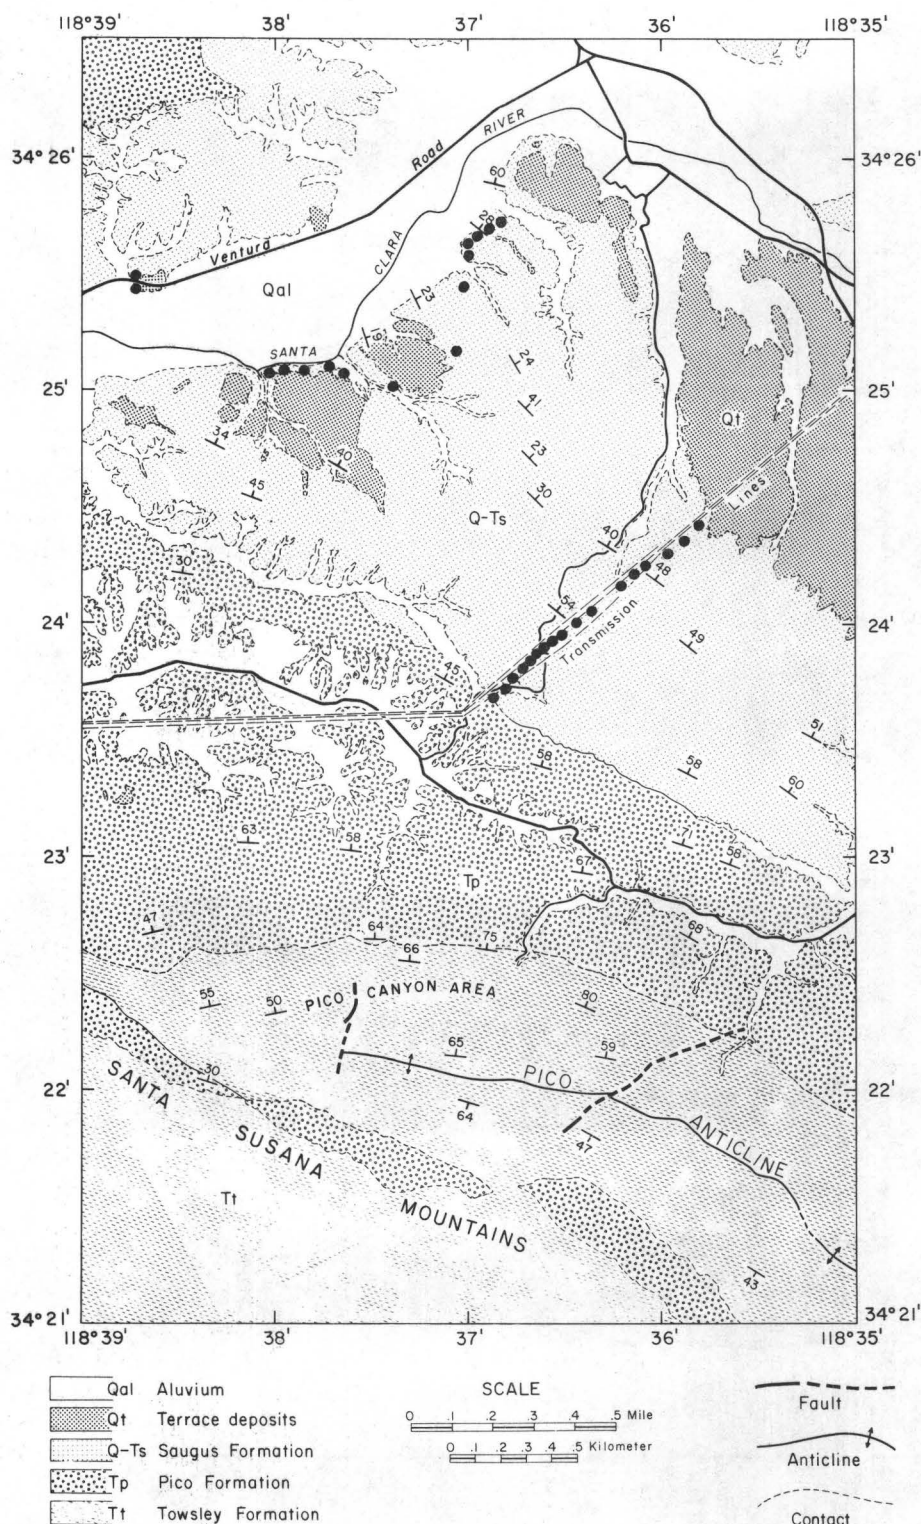 118°39' 38' 37' 36' 118°35'
34°26' 34°26'
RIVER
Road
60
28
CLARA
Ventura
Qal
23
19
SANTA
24
25' 25'
41
Qt
34
40
23
45
30
Lines
Q-Ts
40
30
48
24' 54 24'
Transmission
49
45
51
58
58
60
63
58
71
58
23' 23'
67
Tp
47
64
75
68
66
55
50
PICO CANYON AREA
80
65
59
22' PICO 22'
30
SANTA
64
ANTICLINE
47
SUSANA
Tt
MOUNTAINS
43
34°21' 34°21'
118°39' 38' 37' 36' 118°35'
Qal Aluvium
Qt Terrace deposits
Q-Ts Saugus Formation
Tp Pico Formation
Tt Towsley Formation
SCALE
0 .1 .2 .3 .4 .5 Mile
0 .1 .2 .3 .4 .5 Kilometer
Fault
Anticline
Contact